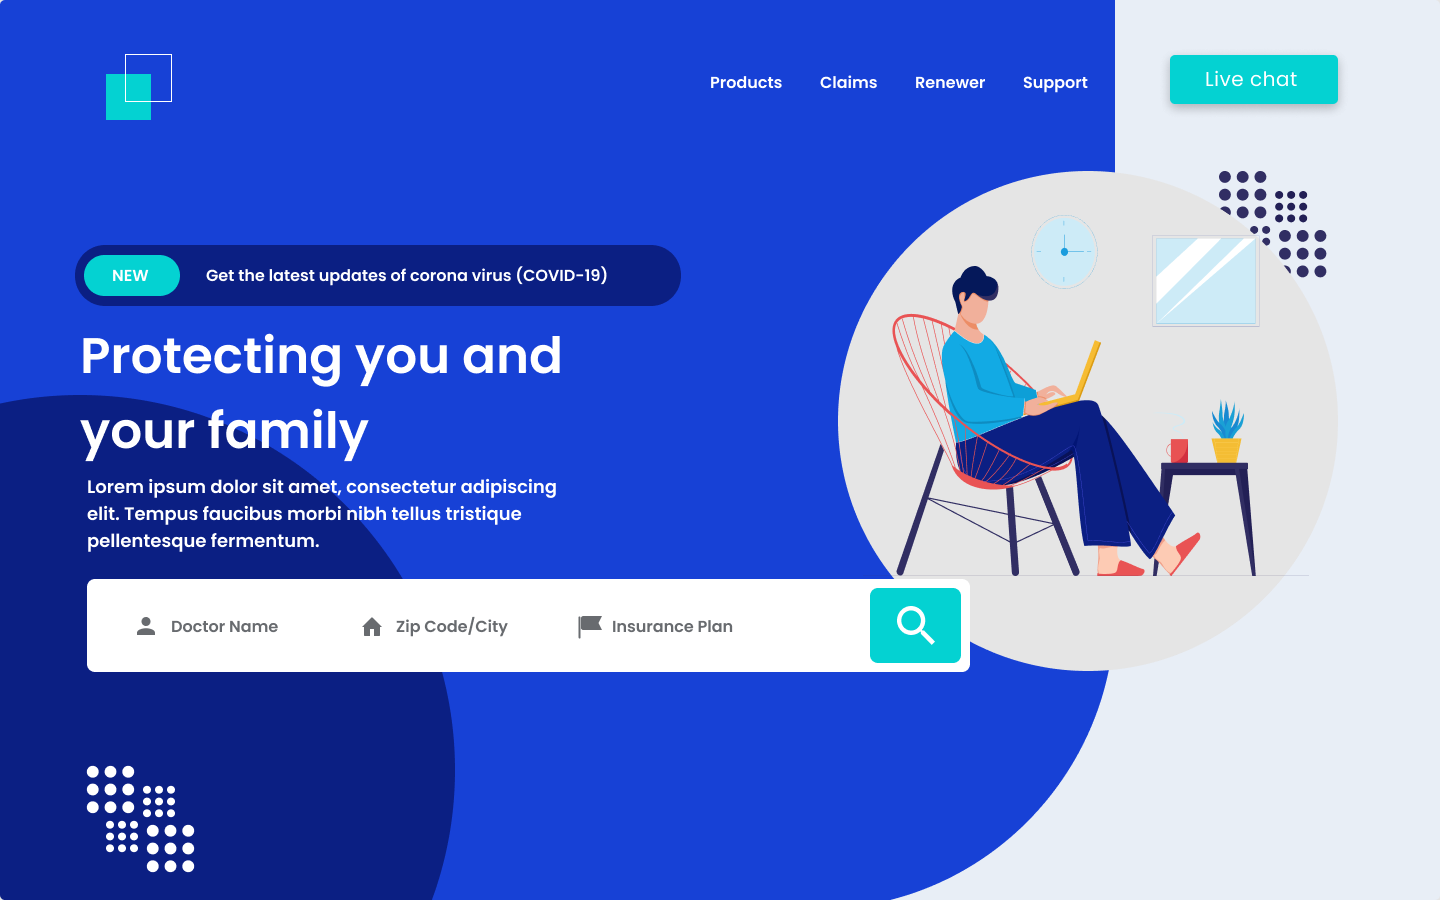 Products Claims Renewer Support Live chat
NEW Get the latest updates of corona virus (COVID-19)
Protecting you and
your family
Lorem ipsum dolor sit amet, consectetur adipiscing
elit. Tempus faucibus morbi nibh tellus tristique
pellentesque fermentum.
Doctor Name Zip Code/City Insurance Plan